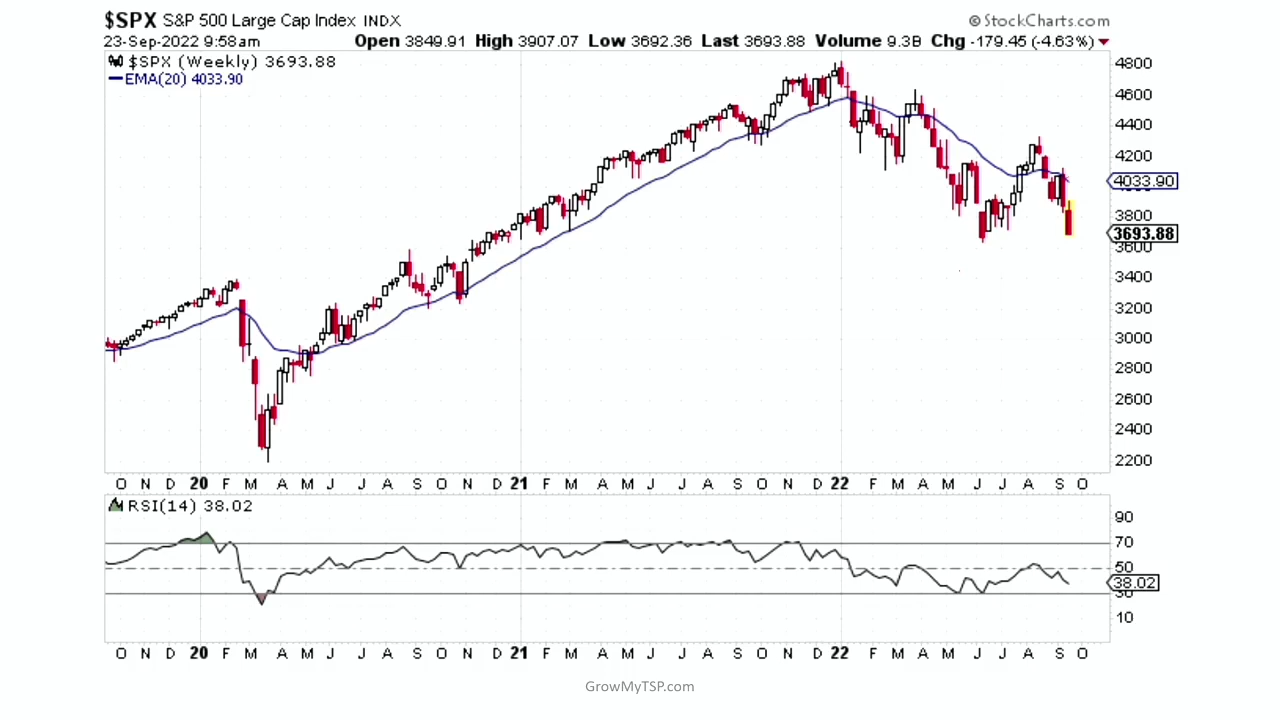 $SPX S&P 500 Large Cap Index INDX © StockCharts.com
23-Sep-2022 9:58am Open 3849.91 High 3907.07 Low 3692.36 Last 3693.88 Volume 9.3B Chg -179.45 (-4.63%)
$SPX (Weekly) 3693.88
EMA(20) 4033.90
4800
4600
4400
4200
4033.90
3800
3693.88
3600
3400
3200
3000
2800
2600
2400
2200
O N D 20 F M A M J J A S O N D 21 F M A M J J A S O N D 22 F M A M J J A S O
RSI(14) 38.02
90
70
50
38.02
30
10
O N D 20 F M A M J J A S O N D 21 F M A M J J A S O N D 22 F M A M J J A S O
GrowMyTSP.com